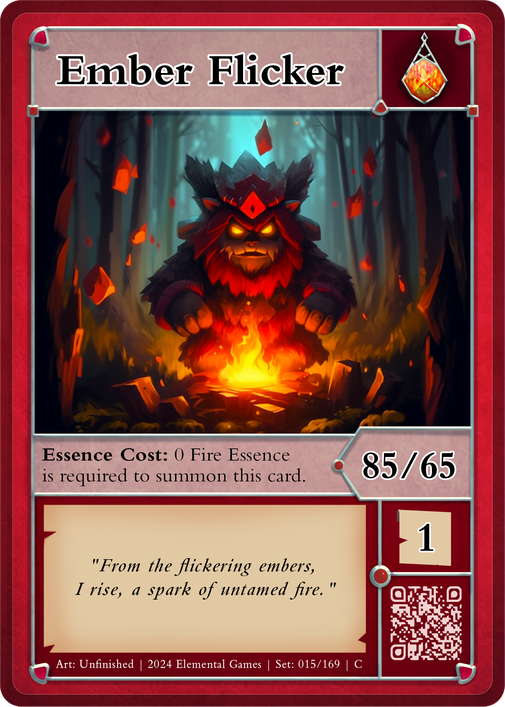 Ember Flicker
Essence Cost: 0 Fire Essence
is required to summon this card.
85/65
"From the flickering embers,
I rise, a spark of untamed fire."
1
Art: Unfinished | 2024 Elemental Games | Set: 015/169 | C